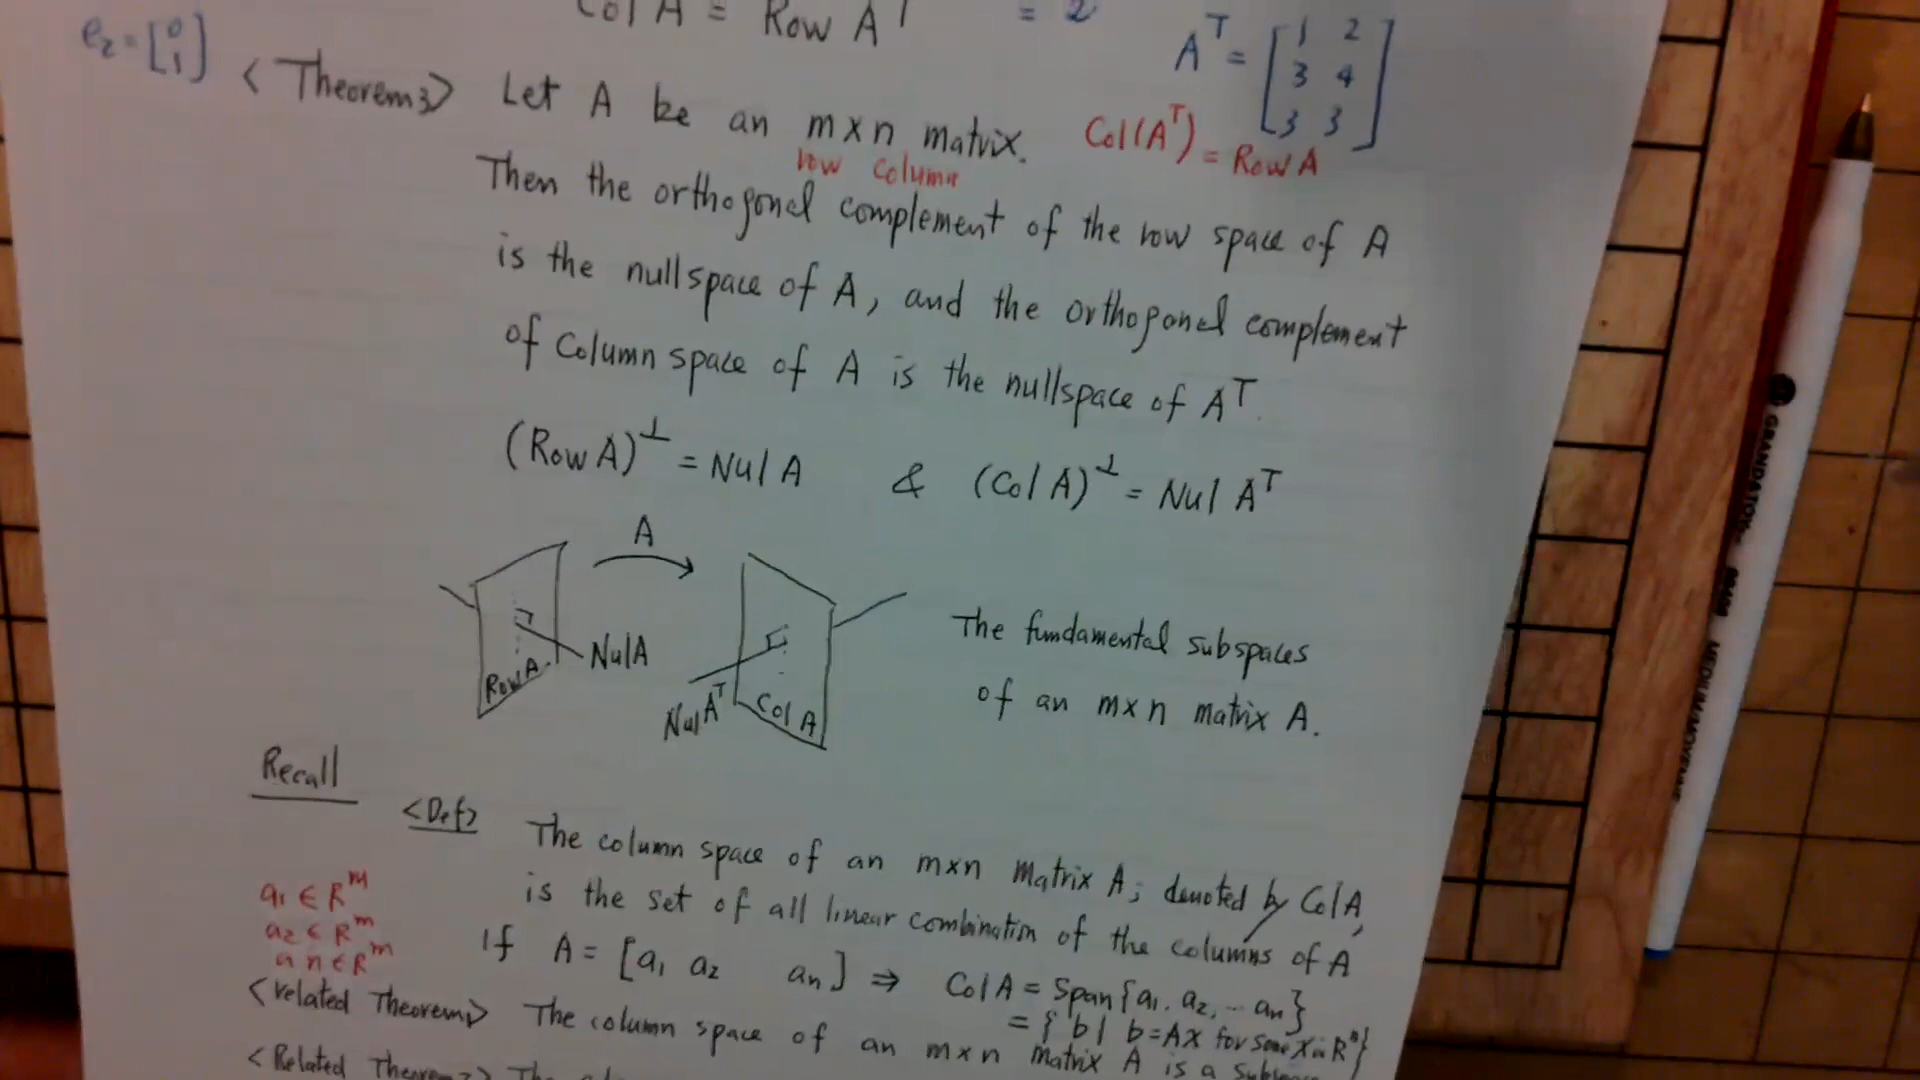 Col A = Row A^T = 2
e₂ = [0 1]
A^T = [1 2
3 4
3 3]
<Theorem 3> Let A be an m×n matrix.
row column
Col(A^T) = Row A
Then the orthogonal complement of the row space of A
is the nullspace of A, and the orthogonal complement
of column space of A is the nullspace of A^T.
(Row A)^⊥ = Nul A & (Col A)^⊥ = Nul A^T
A
Row A
Nul A
Nul A^T
Col A
The fundamental subspaces
of an m×n matrix A.
Recall
<Def> The column space of an m×n matrix A; denoted by Col A,
is the set of all linear combination of the columns of A
a₁ ∈ R^m
a₂ ∈ R^m
an ∈ R^m
If A = [a₁ a₂ an] ⇒ Col A = Span{a₁, a₂, ... an}
= {b | b = Ax for some X in R^n}
<related Theorem 1> The column space of an m×n matrix A is a
<Related
GRANDATION
MEDIUM/MOYENNE